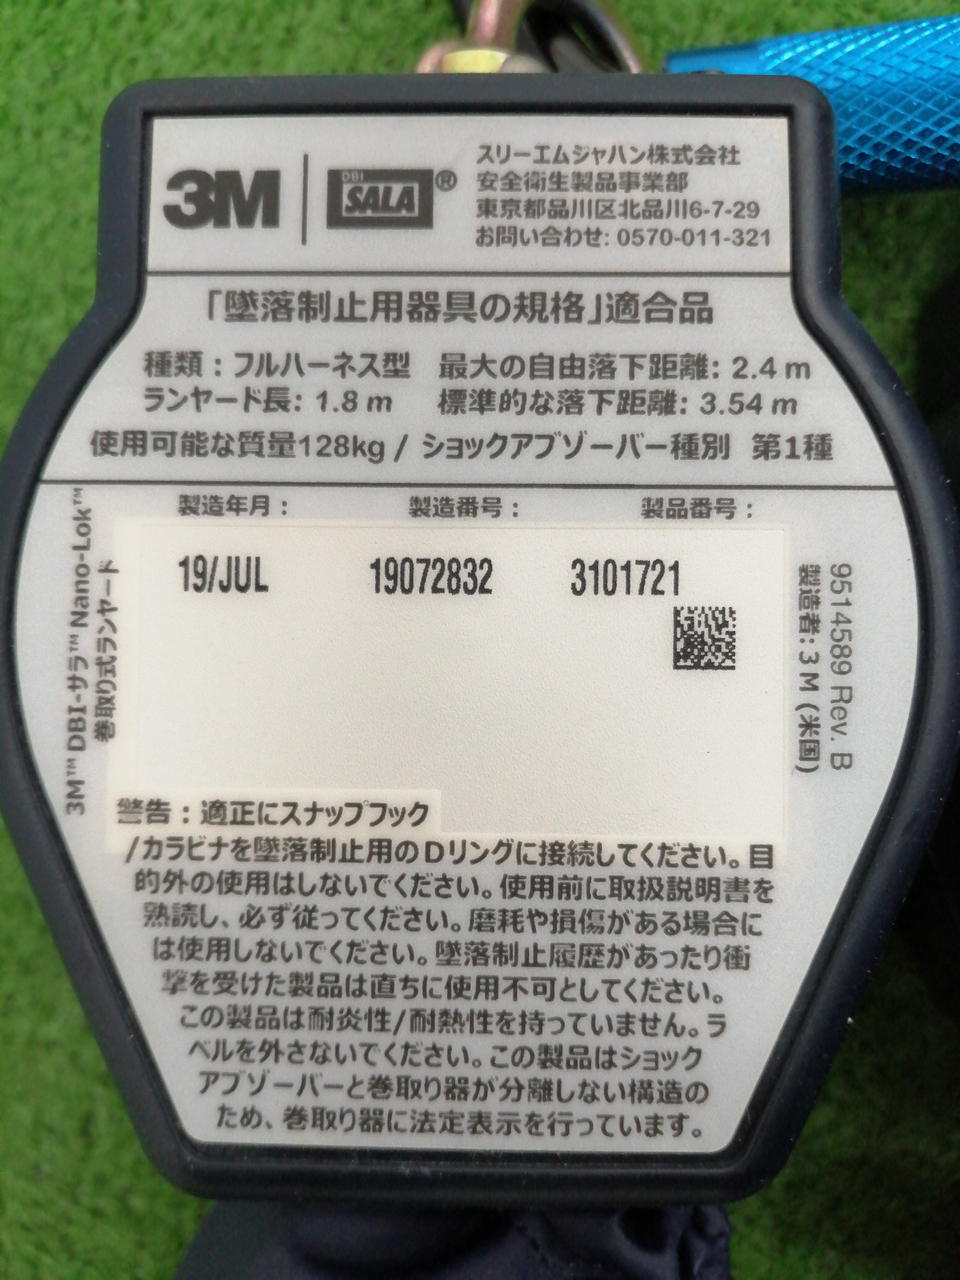 3M
DBI
SALA®
スリーエムジャパン株式会社
安全衛生製品事業部
東京都品川区北品川6-7-29
お問い合わせ: 0570-011-321
「墜落制止用器具の規格」適合品
種類：フルハーネス型 最大の自由落下距離: 2.4 m
ランヤード長: 1.8 m 標準的な落下距離: 3.54 m
使用可能な質量128kg / ショックアブソーバー種別 第1種
製造年月： 製造番号： 製品番号：
19/JUL 19072832 3101721
3M™ DBI-サラ™ Nano-Lok™
巻取り式ランヤード
9514589 Rev. B
製造者: 3 M (米国)
警告：適正にスナップフック
/カラビナを墜落制止用のDリングに接続してください。目
的外の使用はしないでください。使用前に取扱説明書を
熟読し、必ず従ってください。磨耗や損傷がある場合に
は使用しないでください。墜落制止履歴があったり衝
撃を受けた製品は直ちに使用不可としてください。
この製品は耐炎性/耐熱性を持っていません。ラ
ベルを外さないでください。この製品はショック
アブソーバーと巻取り器が分離しない構造の
ため、巻取り器に法定表示を行っています。